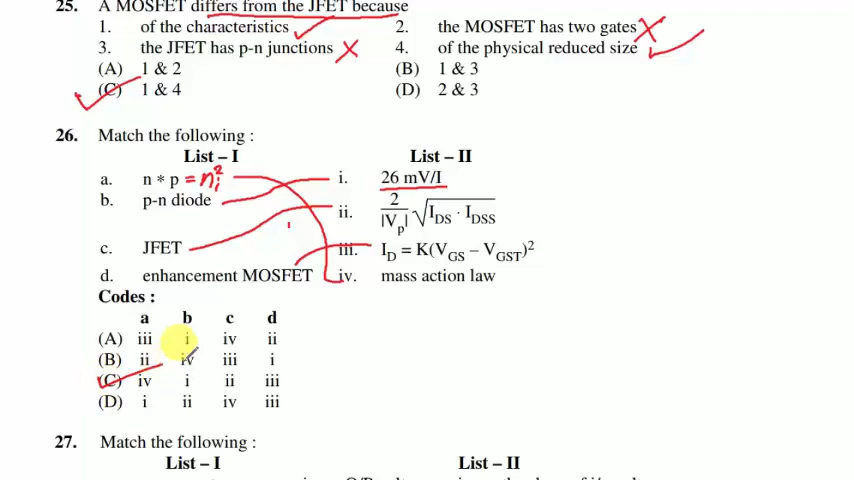 25. A MOSFET differs from the JFET because
1. of the characteristics 2. the MOSFET has two gates
3. the JFET has p-n junctions 4. of the physical reduced size
(A) 1 & 2 (B) 1 & 3
(C) 1 & 4 (D) 2 & 3
26. Match the following :
List – I List – II
a. n * p = nᵢ² i. 26 mV/I
b. p-n diode ii. 2/|Vp| √(IDS · IDSS)
c. JFET iii. ID = K(VGS – VGST)²
d. enhancement MOSFET iv. mass action law
Codes :
a b c d
(A) iii i iv ii
(B) ii iv iii i
(C) iv i ii iii
(D) i ii iv iii
27. Match the following :
List – I List – II